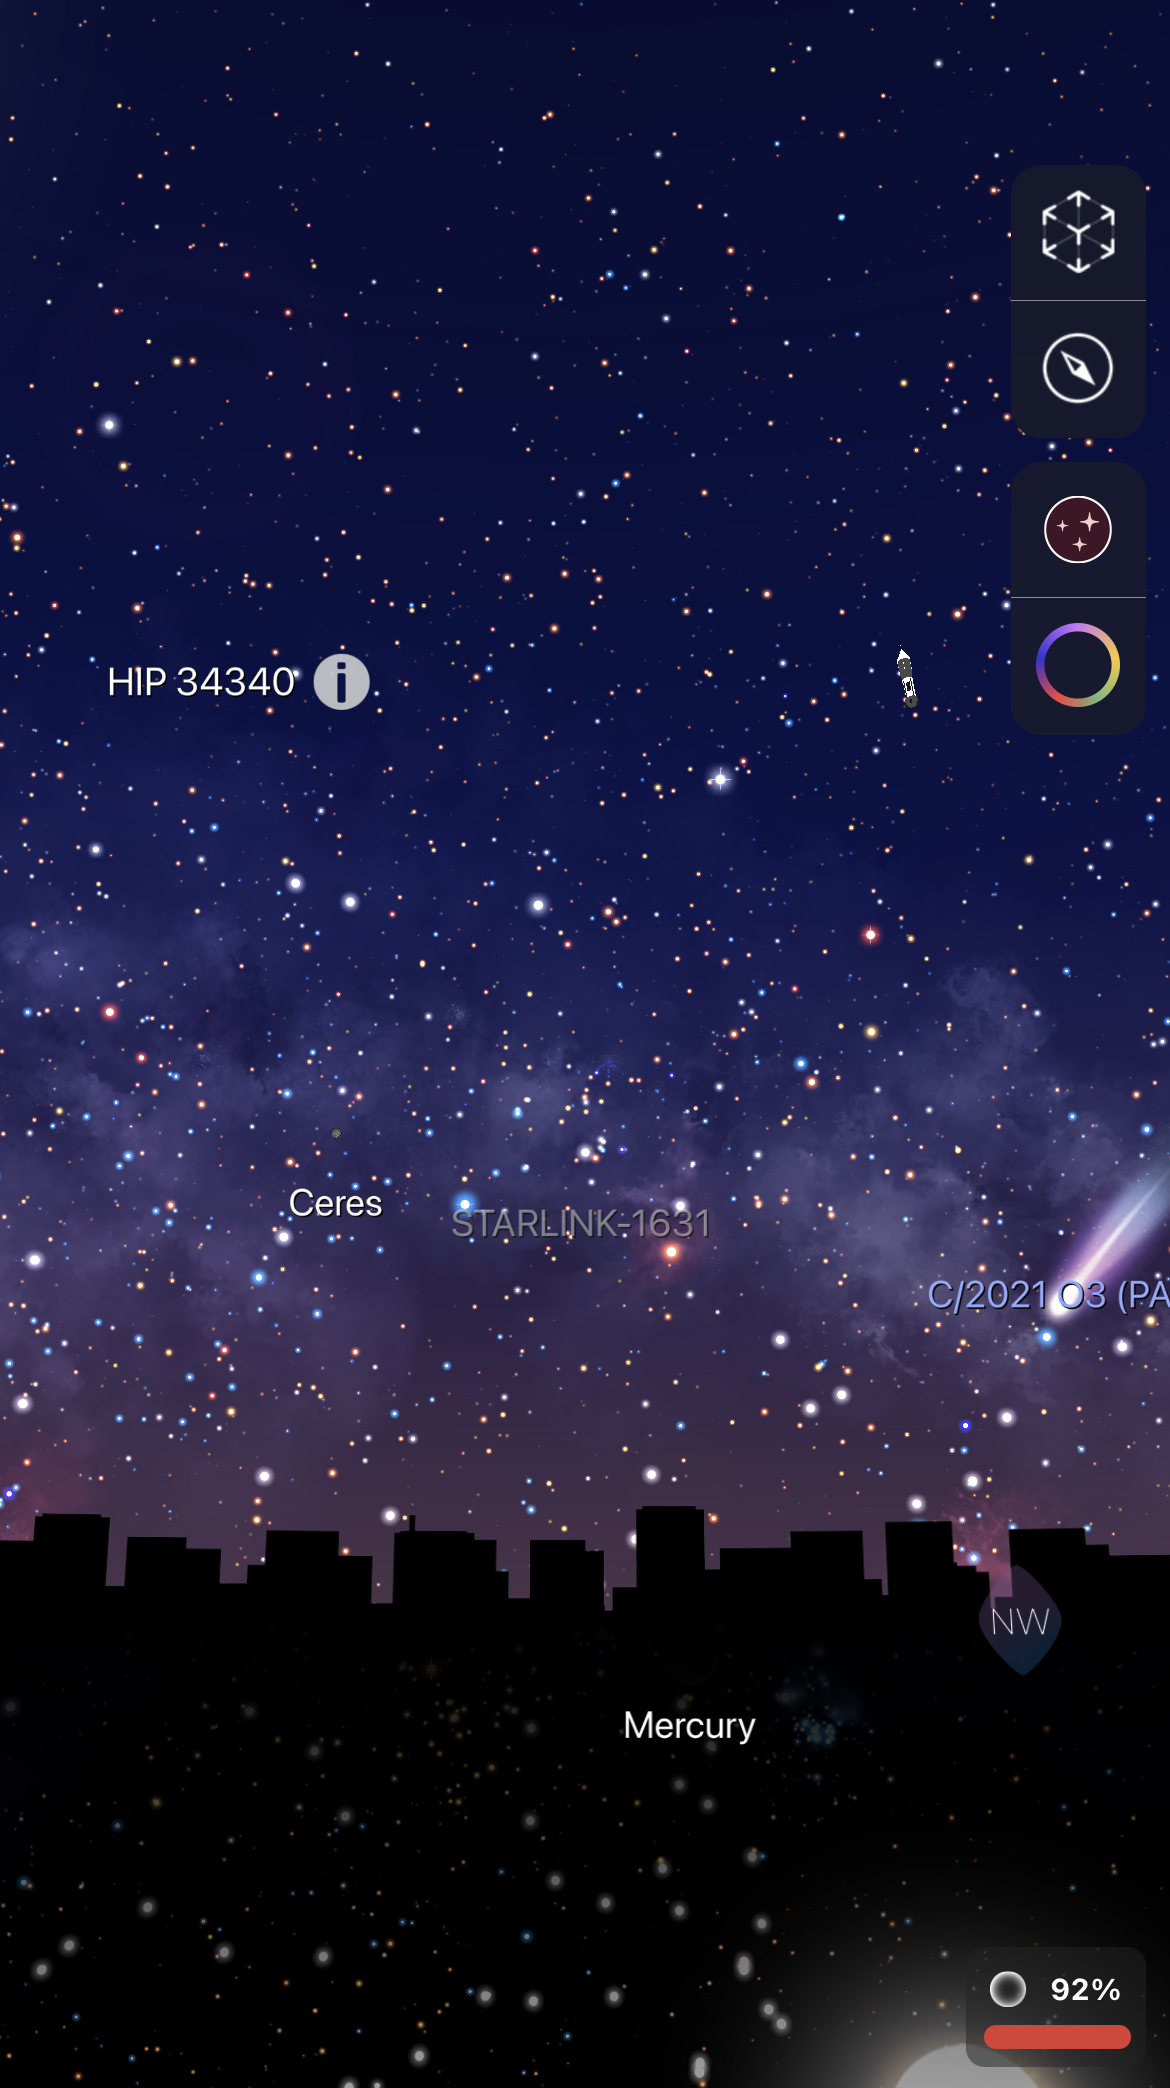 HIP 34340 i
Ceres
STARLINK-1631
C/2021 O3 (PA
NW
Mercury
92%